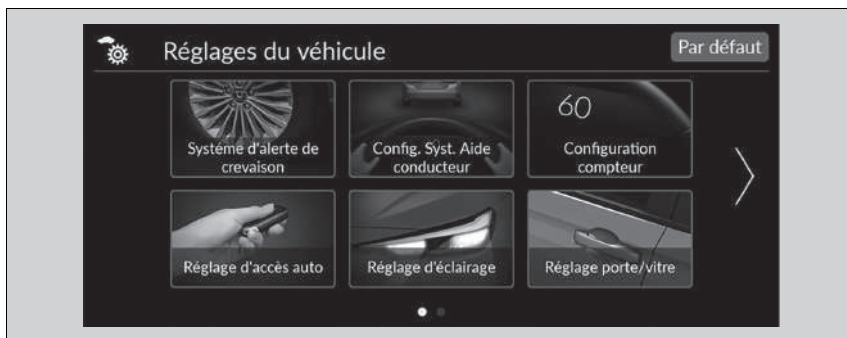 Réglages du véhicule
Par défaut
Systéme d'alerte de
crevaison
Config. Syst. Aide
conducteur
60
Configuration
compteur
Réglage d'accès auto
Réglage d'éclairage
Réglage porte/vitre